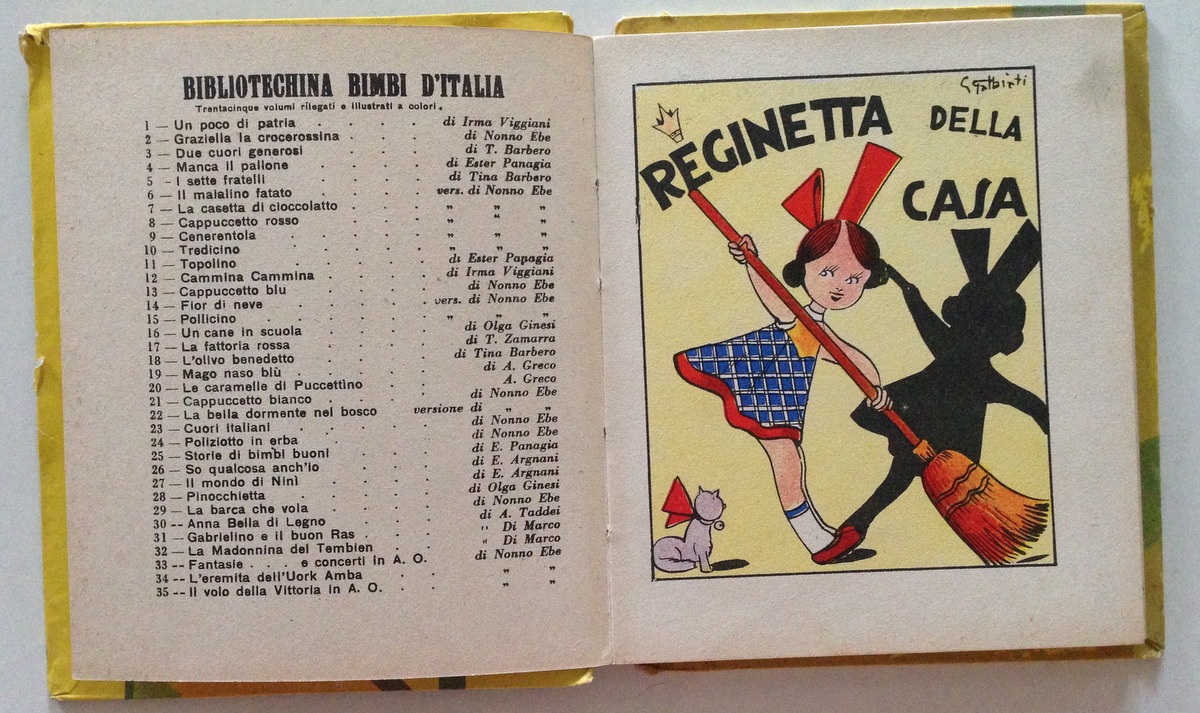 BIBLIOTECHINA BIMBI D'ITALIA
Trentacinque volumi rilegati e illustrati a colori.
1 — Un poco di patria . . . . di Irma Viggiani
2 — Graziella la crocerossina . . . . di Nonno Ebe
3 — Due cuori generosi . . . di T. Barbero
4 — Manca il pallone . . . . di Ester Panagia
5 - I sette fratelli . . . . di Tina Barbero
6 — Il maialino fatato . . . . vers. di Nonno Ebe
7 — La casetta di cioccolatto . . . „ „ „
8 — Cappuccetto rosso . . . . „ “ „
9 — Cenerentola . . . . . „ „ „
10 — Tredicino . . . . . „ „ „
11 — Topolino . . . . . di Ester Papagia
12 — Cammina Cammina . . . . di Irma Viggiani
13 — Cappuccetto blu . . . . di Nonno Ebe
14 — Fior di neve . . . . . vers. di Nonno Ebe
15 — Pollicino . . . . . . „ „ „
16 — Un cane in scuola . . . . di Olga Ginesi
17 — La fattoria rossa . . . . di T. Zamarra
18 — L'olivo benedetto . . . . di Tina Barbero
19 — Mago naso blù . . . . . di A. Greco
20 — Le caramelle di Puccettino . . . A. Greco
21 — Cappuccetto bianco . . . . di Nonno Ebe
22 — La bella dormente nel bosco versione di „ „
23 — Cuori italiani . . . . . di Nonno Ebe
24 — Poliziotto in erba . . . . di Nonno Ebe
25 — Storie di bimbi buoni . . . di E. Panagia
26 — So qualcosa anch'io . . . . di E. Argnani
27 — Il mondo di Ninì . . . . di E. Argnani
28 — Pinocchietta . . . . . di Olga Ginesi
29 — La barca che vola . . . . di Nonno Ebe
30 -- Anna Bella di Legno . . . di A. Taddei
31 — Gabrielino e il buon Ras . . . „ Di Marco
32 — La Madonnina del Tembien . . „ Di Marco
33 -- Fantasie . . . e concerti in A. O. di Nonno Ebe
34 -- L'eremita dell'Uork Amba . . „ „
35 -- Il volo della Vittoria in A. O. . . „ „
G Galbiati
REGINETTA DELLA
CASA